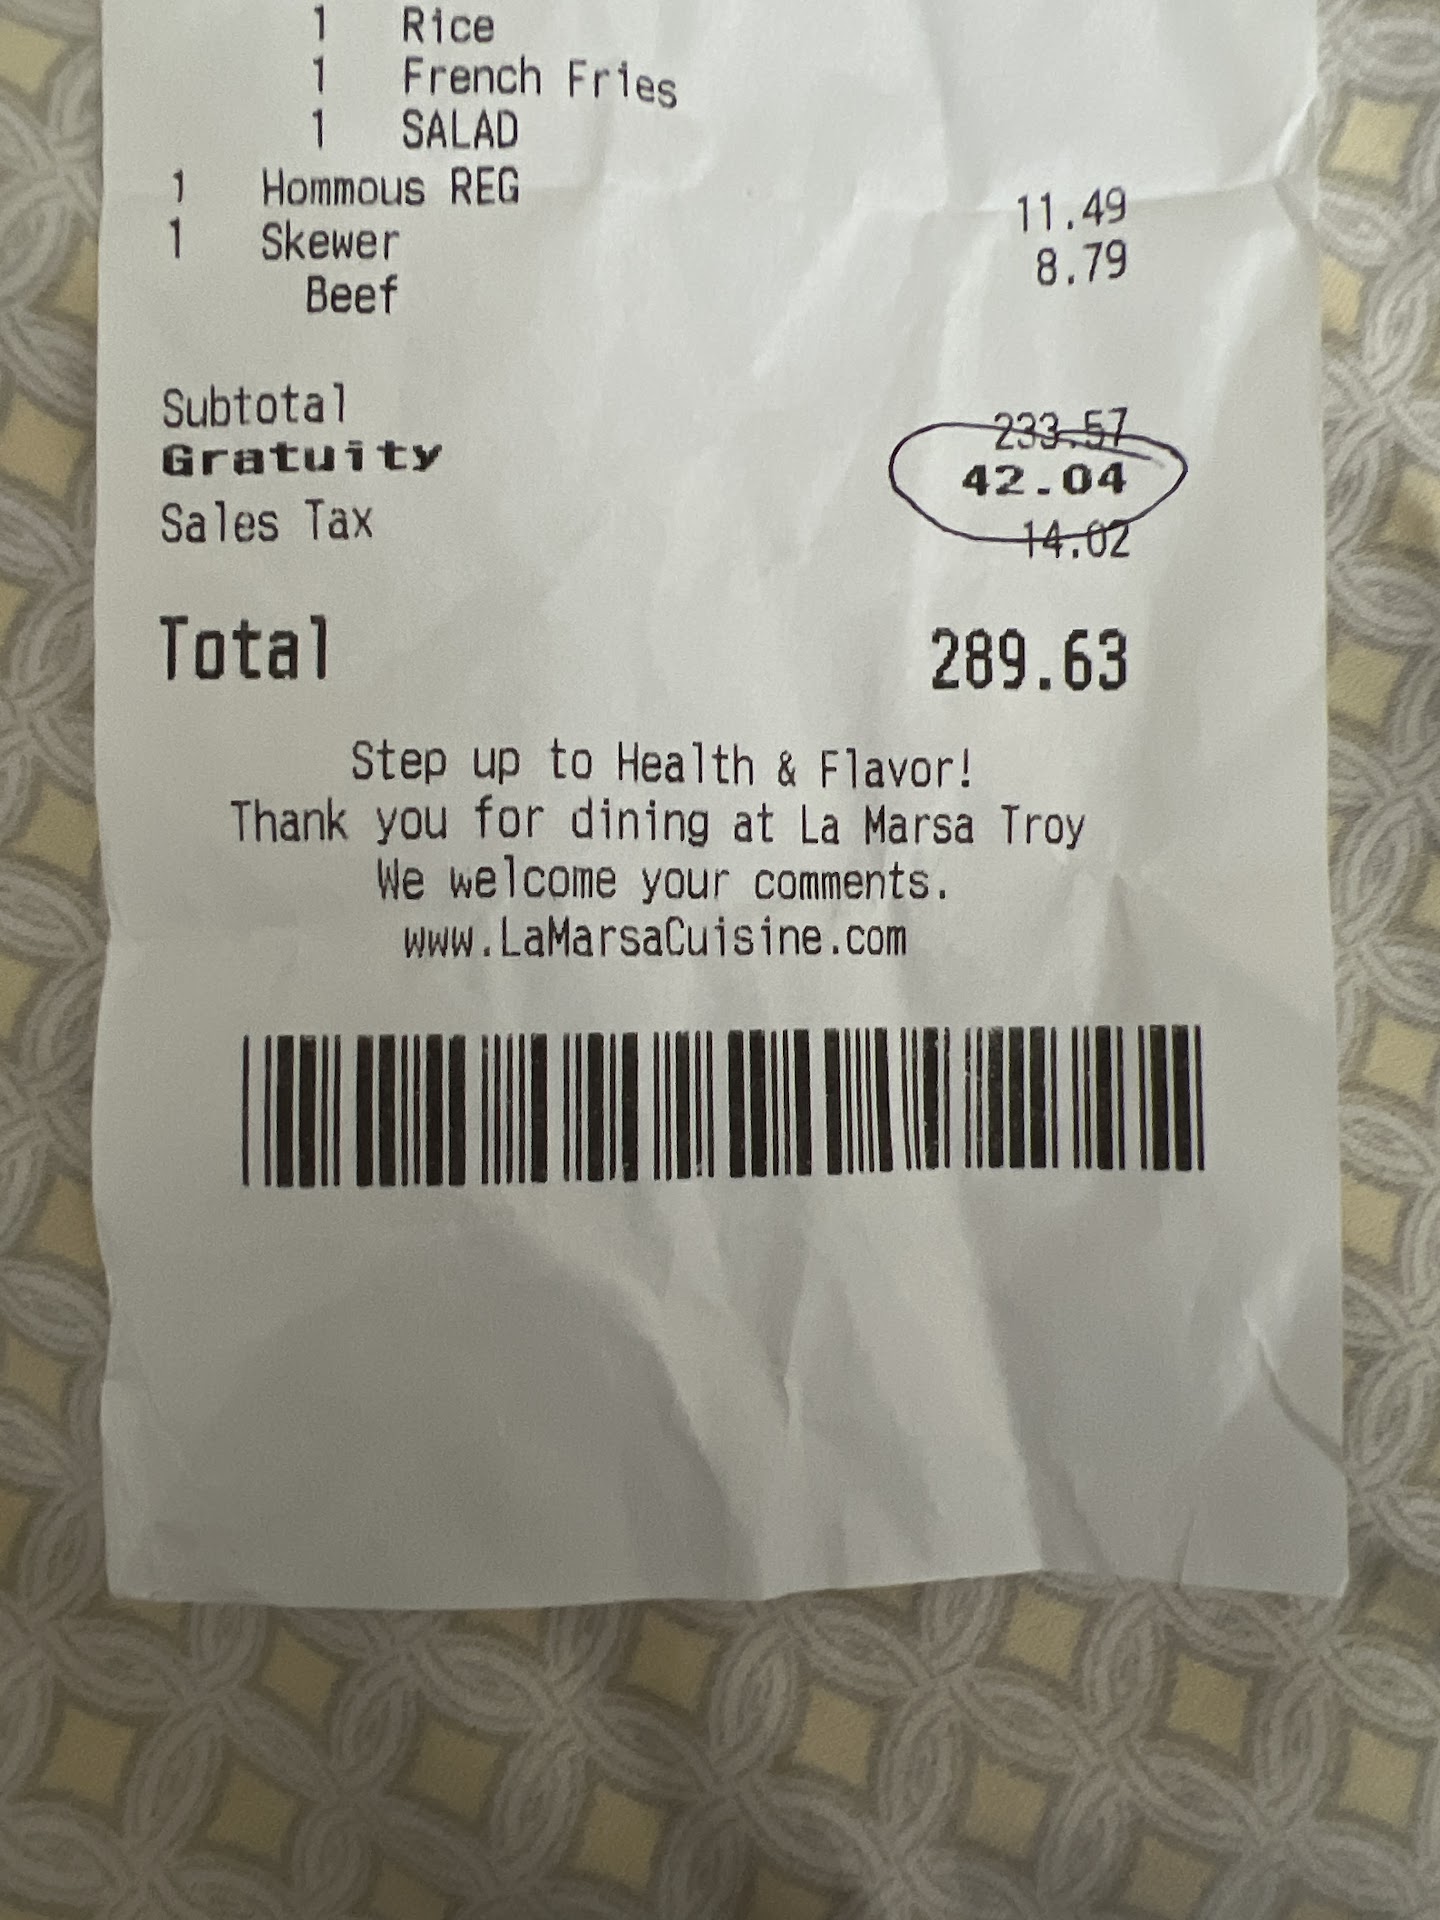 1 Rice
1 French Fries
1 SALAD
1 Hommous REG 11.49
1 Skewer 8.79
Beef
Subtotal 233.57
Gratuity 42.04
Sales Tax 14.02
Total 289.63
Step up to Health & Flavor!
Thank you for dining at La Marsa Troy
We welcome your comments.
www.LaMarsaCuisine.com